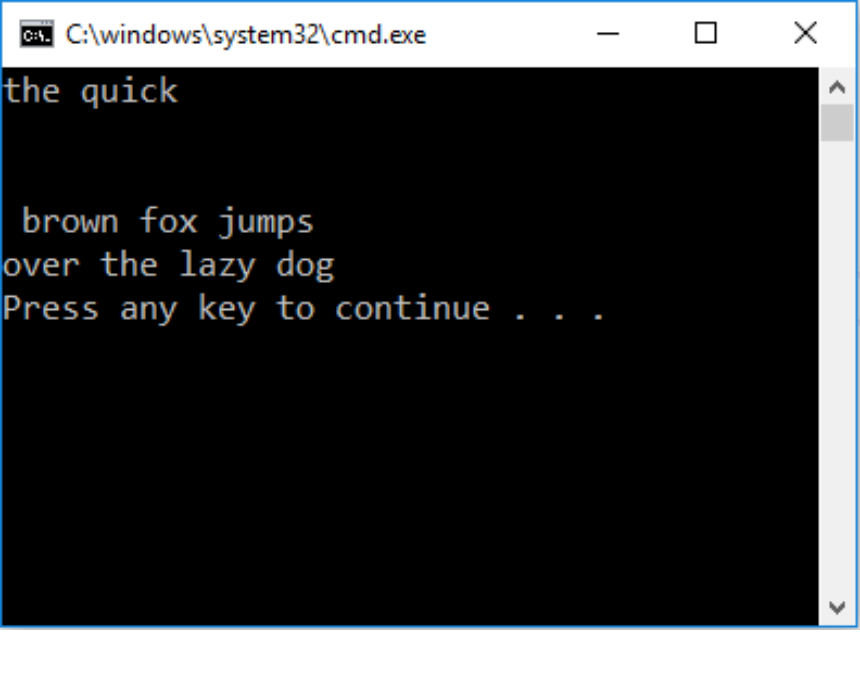 C:\windows\system32\cmd.exe
the quick
 brown fox jumps
over the lazy dog
Press any key to continue . . .